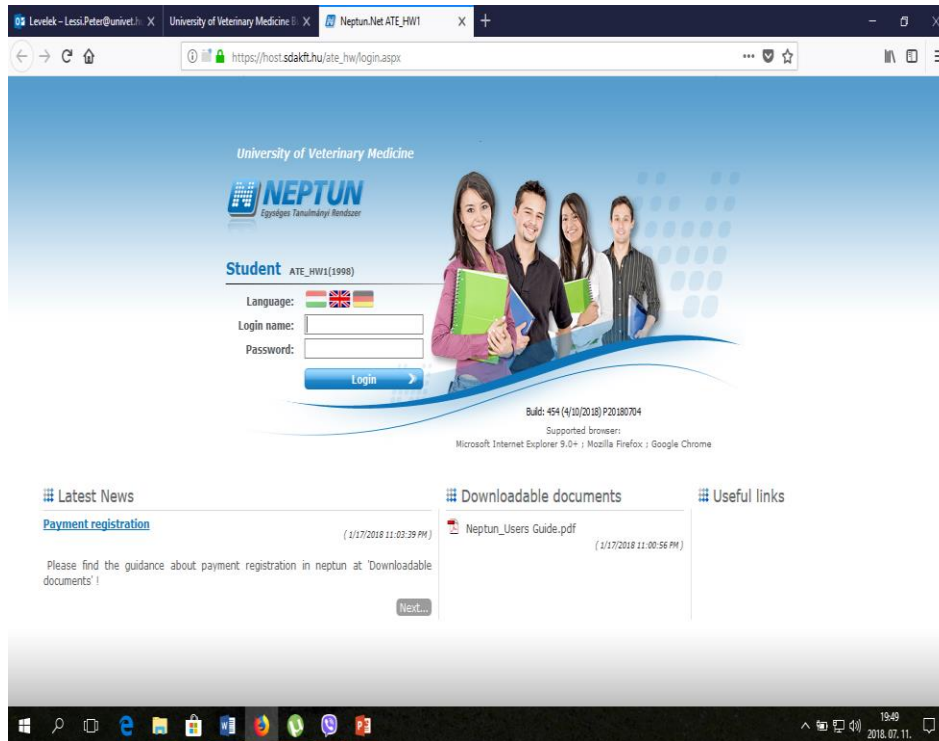 Levelek – Lessi.Peter@univet.h
University of Veterinary Medicine B
Neptun.Net ATE_HW1
https://host.sdakft.hu/ate_hw/login.aspx
University of Veterinary Medicine
NEPTUN
Egységes Tanulmányi Rendszer
Student ATE_HW1(1998)
Language:
Login name:
Password:
Login
Build: 454 (4/10/2018) P20180704
Supported browser:
Microsoft Internet Explorer 9.0+ ; Mozilla Firefox ; Google Chrome
Latest News
Payment registration
( 1/17/2018 11:03:39 PM )
Please find the guidance about payment registration in neptun at 'Downloadable
documents' !
Next...
Downloadable documents
Neptun_Users Guide.pdf
( 1/17/2018 11:00:56 PM )
Useful links
19:49
2018. 07. 11.